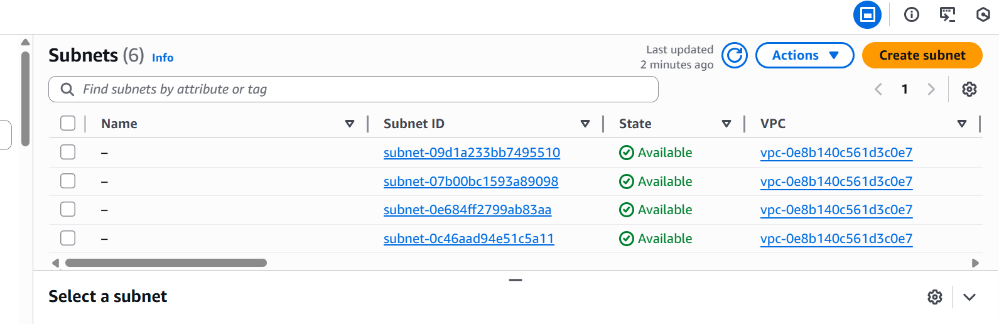 Subnets (6) Info
Last updated
2 minutes ago
Actions
Create subnet
Find subnets by attribute or tag
1
Name Subnet ID State VPC
– subnet-09d1a233bb7495510 Available vpc-0e8b140c561d3c0e7
– subnet-07b00bc1593a89098 Available vpc-0e8b140c561d3c0e7
– subnet-0e684ff2799ab83aa Available vpc-0e8b140c561d3c0e7
– subnet-0c46aad94e51c5a11 Available vpc-0e8b140c561d3c0e7
Select a subnet